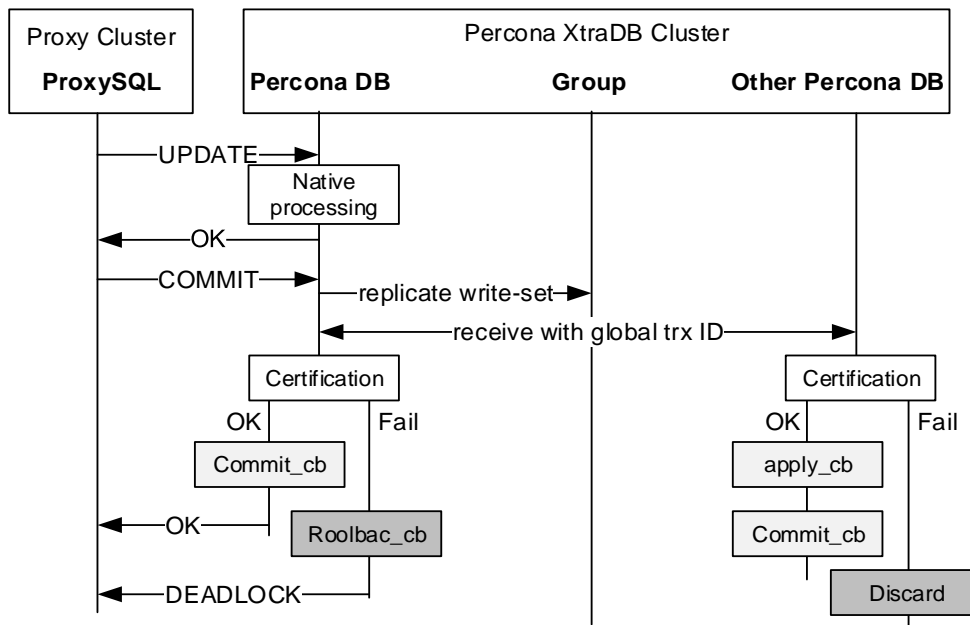 Proxy Cluster
Percona XtraDB Cluster
ProxySQL
Percona DB
Group
Other Percona DB
UPDATE
Native
processing
OK
COMMIT
replicate write-set
receive with global trx ID
Certification
Certification
OK
Fail
OK
Fail
Commit_cb
apply_cb
OK
Roolbac_cb
Commit_cb
DEADLOCK
Discard